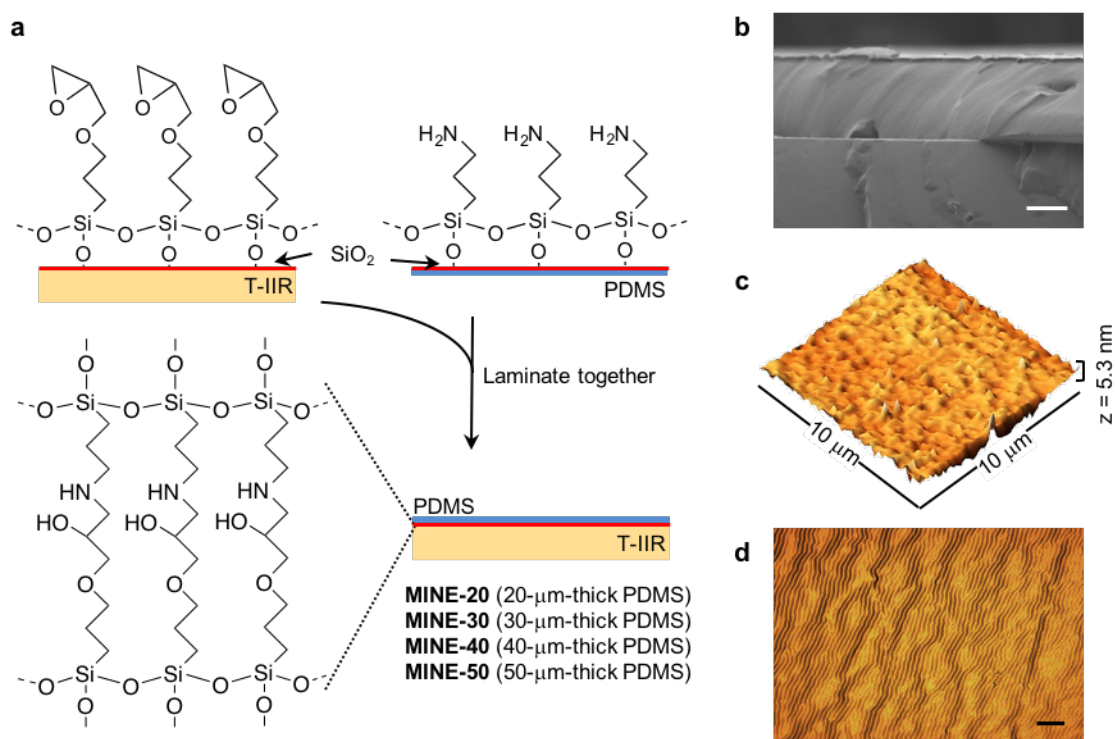 a
O O O
O O O
Si Si Si
O O O O
O O O
T-IIR
SiO2
H2N H2N H2N
Si Si Si
O O O O
O O O
PDMS
Laminate together
O O O
Si Si Si
O O O O
HN HN HN
HO HO HO
O O O
Si Si Si
O O O O
O O O
PDMS
T-IIR
MINE-20 (20-μm-thick PDMS)
MINE-30 (30-μm-thick PDMS)
MINE-40 (40-μm-thick PDMS)
MINE-50 (50-μm-thick PDMS)
b
c
10 μm
10 μm
z = 5.3 nm
d